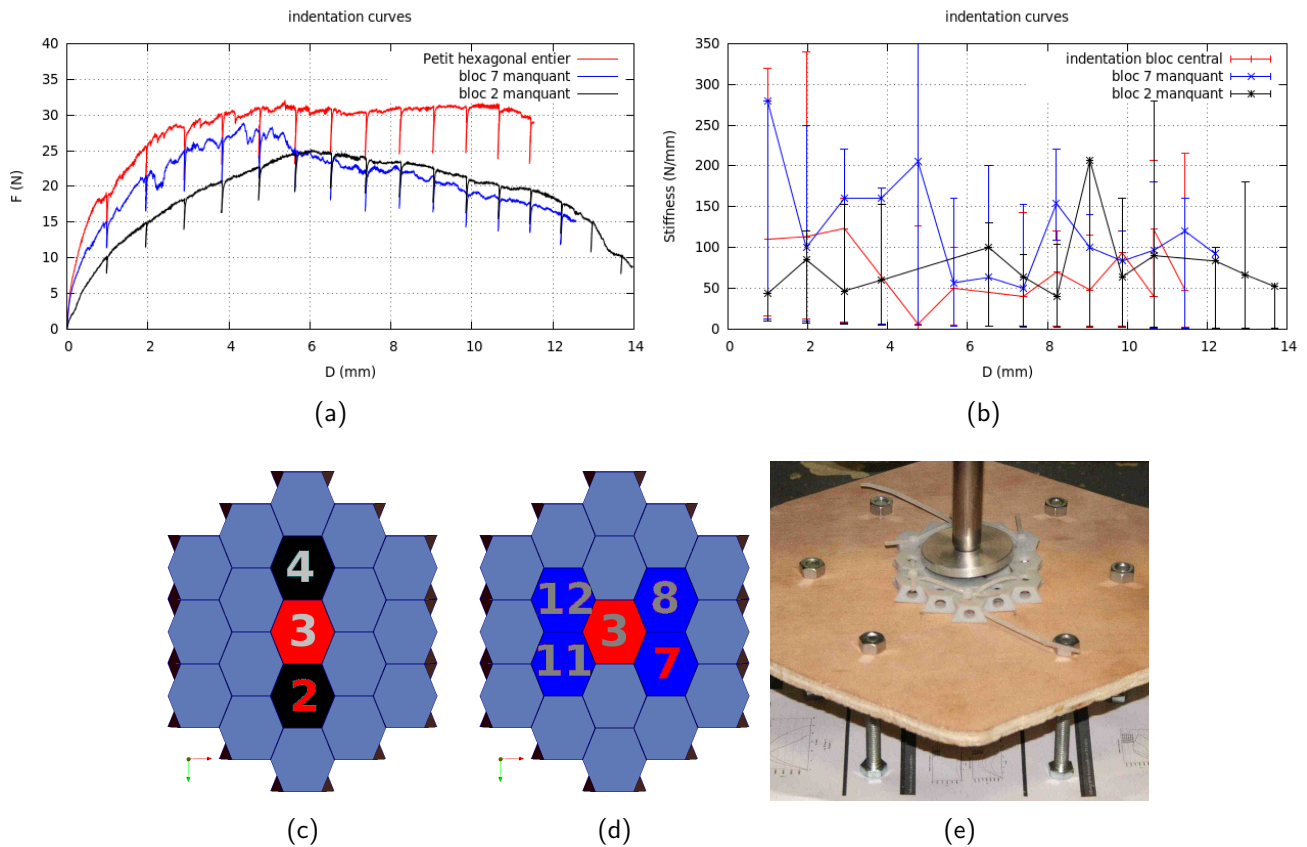 indentation curves
40
35
30
25
20
15
10
5
0
F (N)
Petit hexagonal entier
bloc 7 manquant
bloc 2 manquant
0 2 4 6 8 10 12 14
D (mm)
(a)
indentation curves
350
300
250
200
150
100
50
0
Stiffness (N/mm)
indentation bloc central
bloc 7 manquant
bloc 2 manquant
0 2 4 6 8 10 12 14
D (mm)
(b)
4
3
2
(c)
12 8
3
11 7
(d)
(e)